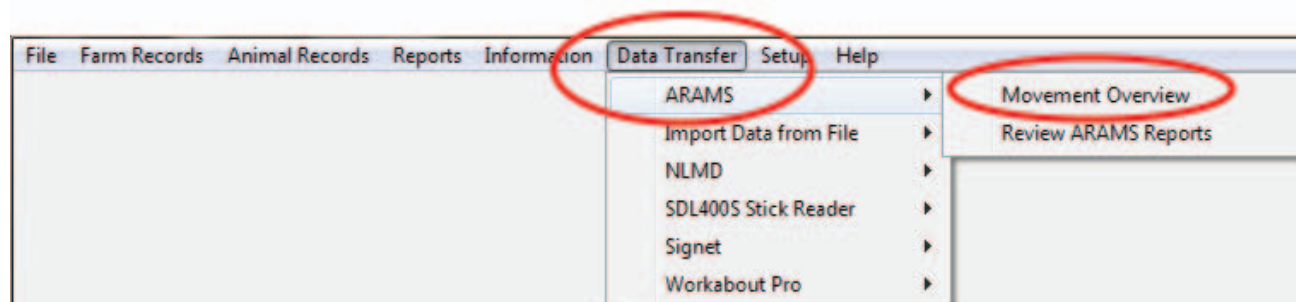 File Farm Records Animal Records Reports Information Data Transfer Setup Help
ARAMS
Movement Overview
Import Data from File
Review ARAMS Reports
NLMD
SDL400S Stick Reader
Signet
Workabout Pro